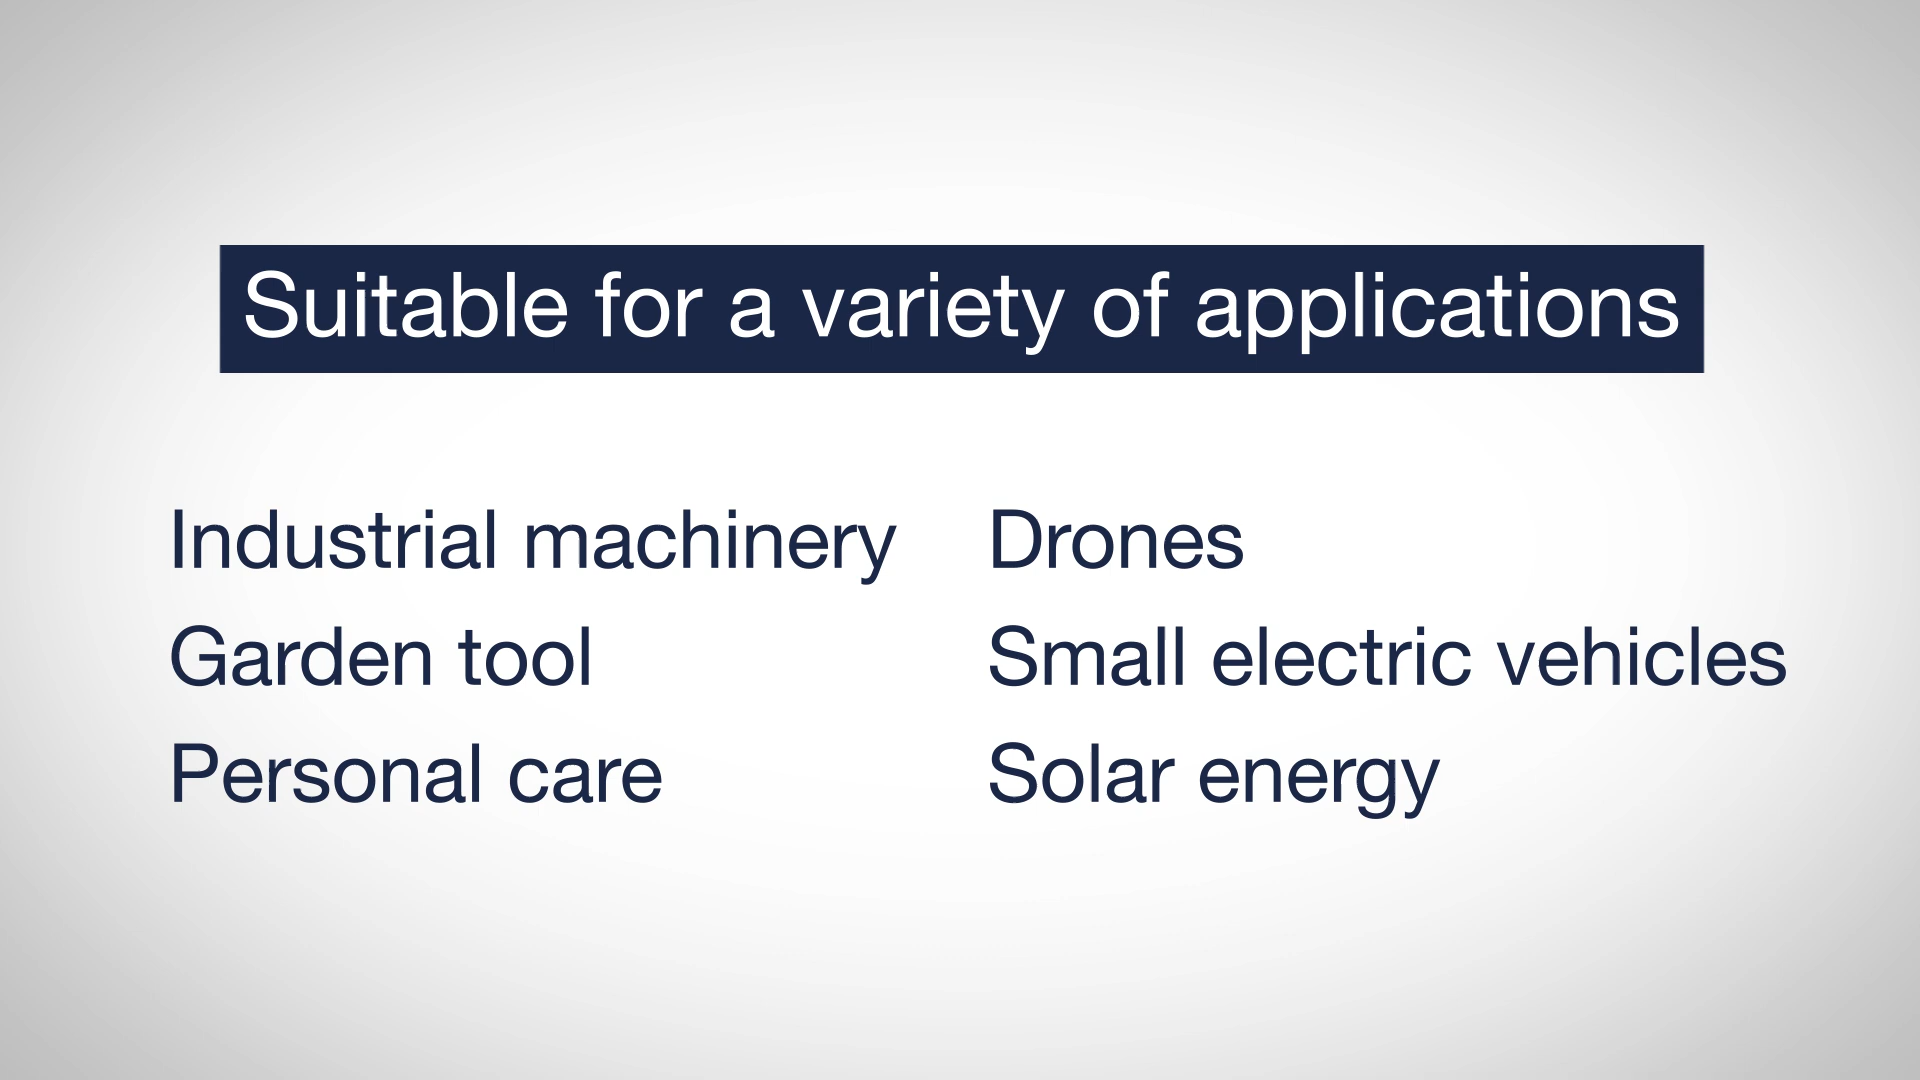 Suitable for a variety of applications
Industrial machinery
Garden tool
Personal care
Drones
Small electric vehicles
Solar energy